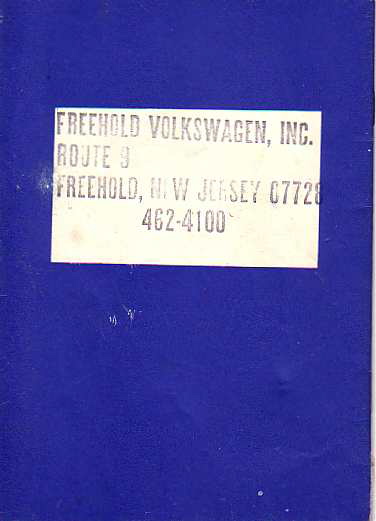 FREEHOLD VOLKSWAGEN, INC.
ROUTE 9
FREEHOLD, NEW JERSEY 07728
462-4100